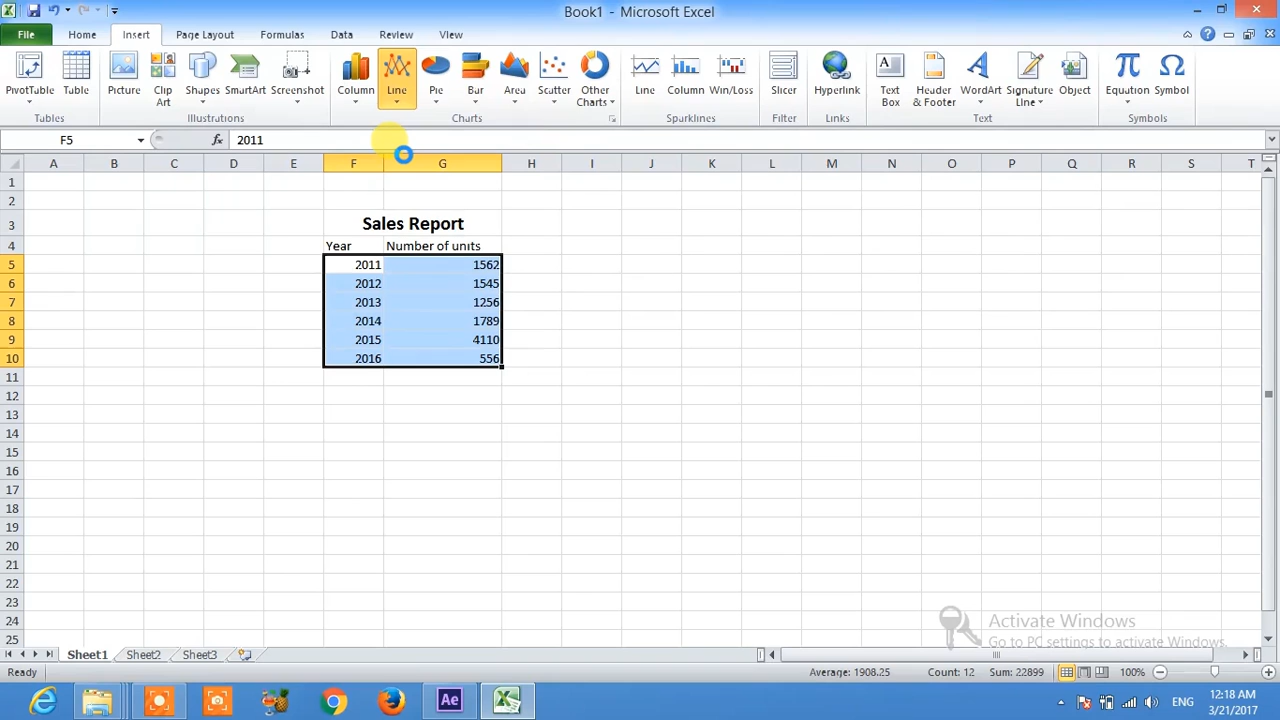 Book1 - Microsoft Excel
File Home Insert Page Layout Formulas Data Review View
PivotTable Table Picture Clip Art Shapes SmartArt Screenshot Column Line Pie Bar Area Scatter Other Charts Line Column Win/Loss Slicer Hyperlink Text Box Header & Footer WordArt Signature Line Object Equation Symbol
Tables Illustrations Charts Sparklines Filter Links Text Symbols
F5 fx 2011
A B C D E F G H I J K L M N O P Q R S T
1
2
3 Sales Report
4 Year Number of units
5 2011 1562
6 2012 1545
7 2013 1256
8 2014 1789
9 2015 4110
10 2016 556
11
12
13
14
15
16
17
18
19
20
21
22
23
24 Activate Windows
25 Go to PC settings to activate Windows.
Sheet1 Sheet2 Sheet3
Ready Average: 1908.25 Count: 12 Sum: 22899 100%
Ae ENG 12:18 AM
3/21/2017